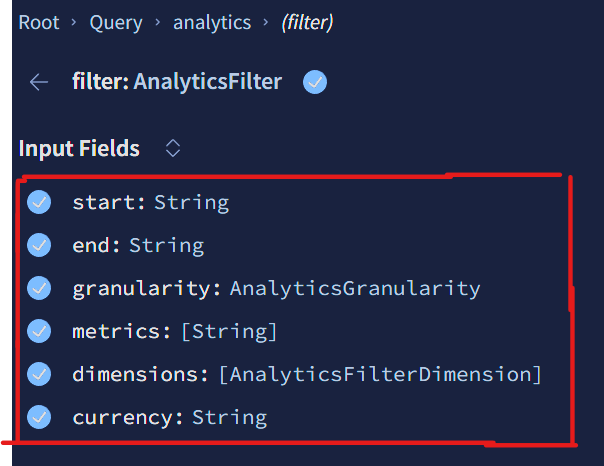 Root › Query › analytics › (filter)
← filter: AnalyticsFilter
Input Fields
start: String
end: String
granularity: AnalyticsGranularity
metrics: [String]
dimensions: [AnalyticsFilterDimension]
currency: String